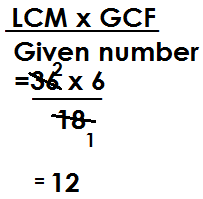 LCM x GCF
Given number
=36 2 x 6
18 1
= 12